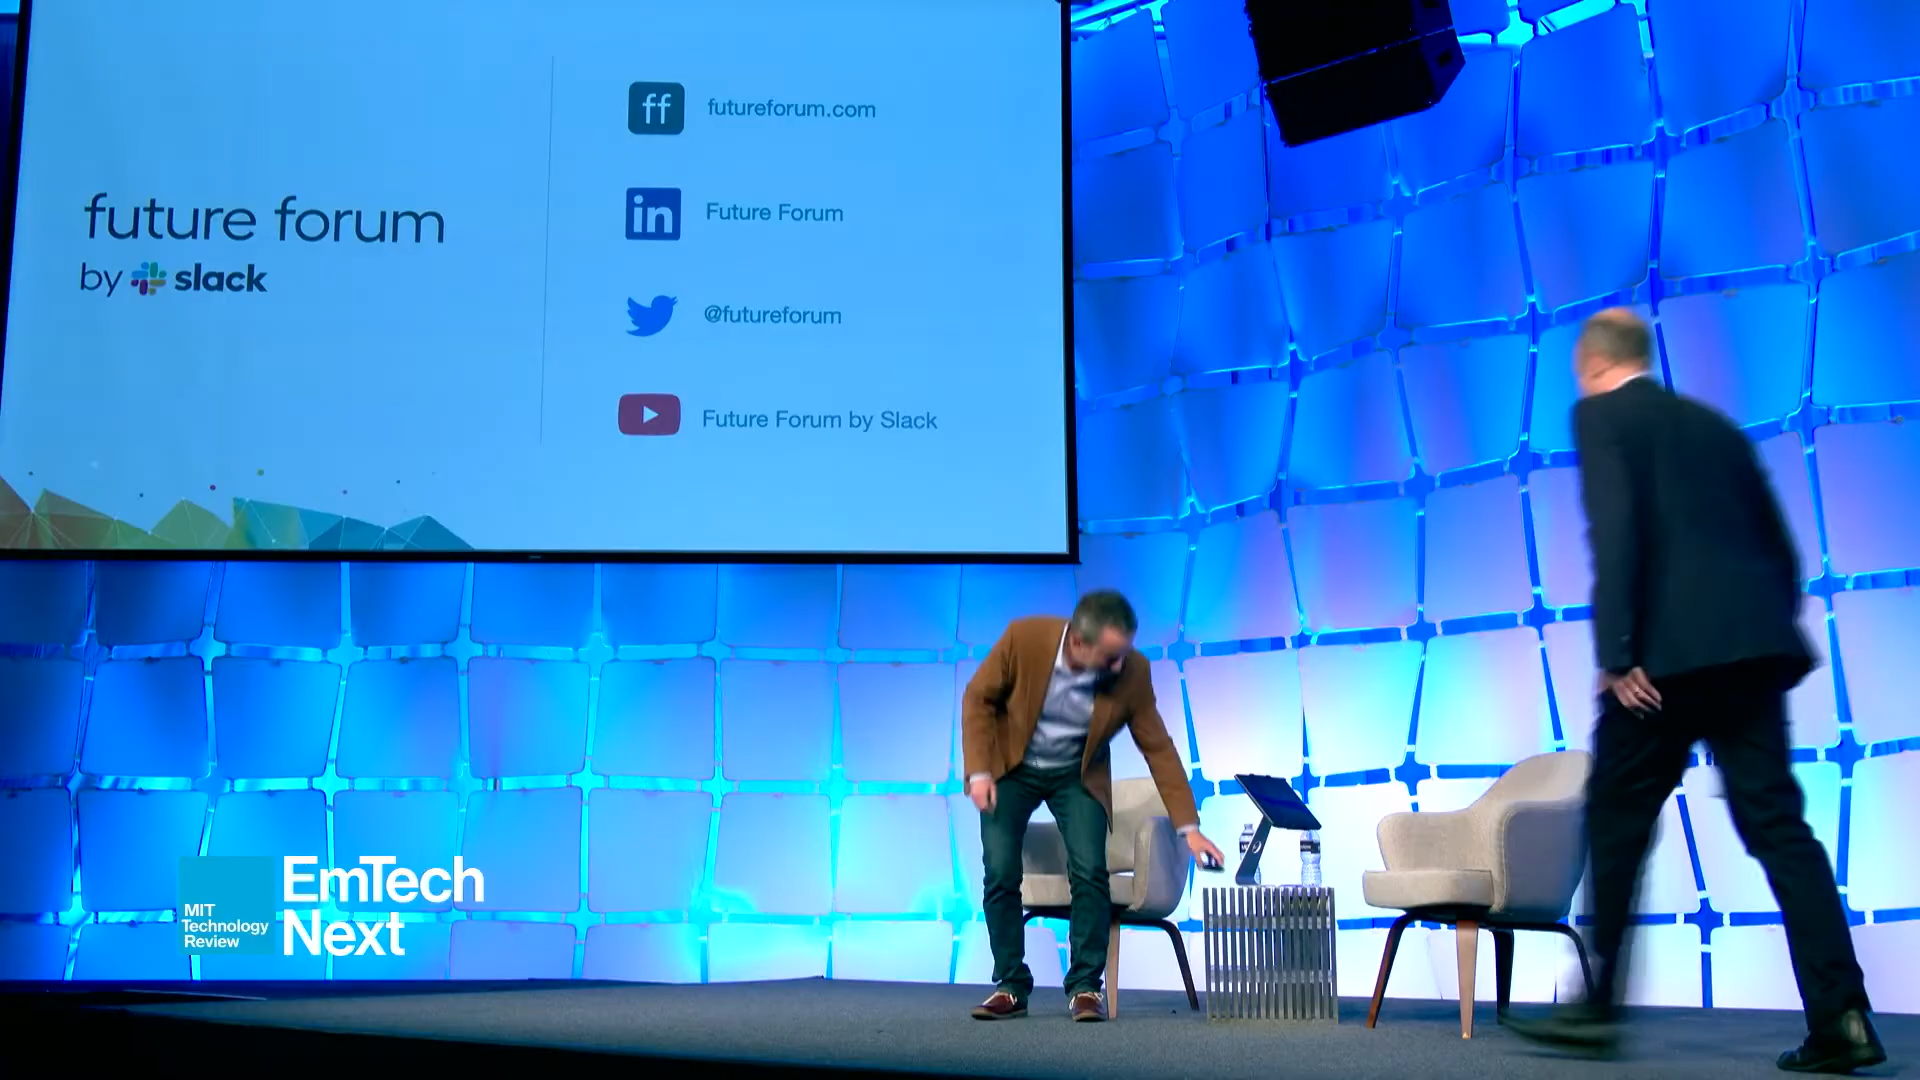 future forum
by slack
ff
futureforum.com
in
Future Forum
@futureforum
Future Forum by Slack
MIT
Technology
Review
EmTech
Next